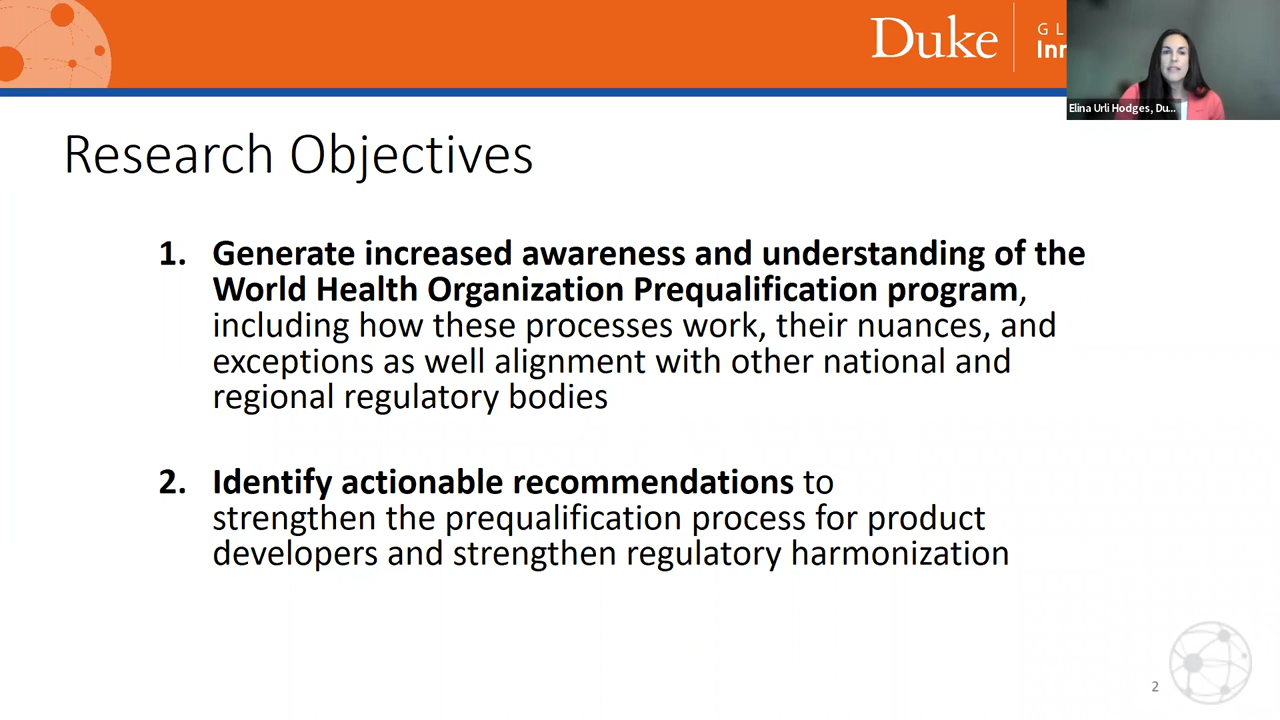 Duke
Elina Urli Hodges, Du...
Research Objectives
1. Generate increased awareness and understanding of the
World Health Organization Prequalification program,
including how these processes work, their nuances, and
exceptions as well alignment with other national and
regional regulatory bodies
2. Identify actionable recommendations to
strengthen the prequalification process for product
developers and strengthen regulatory harmonization
2